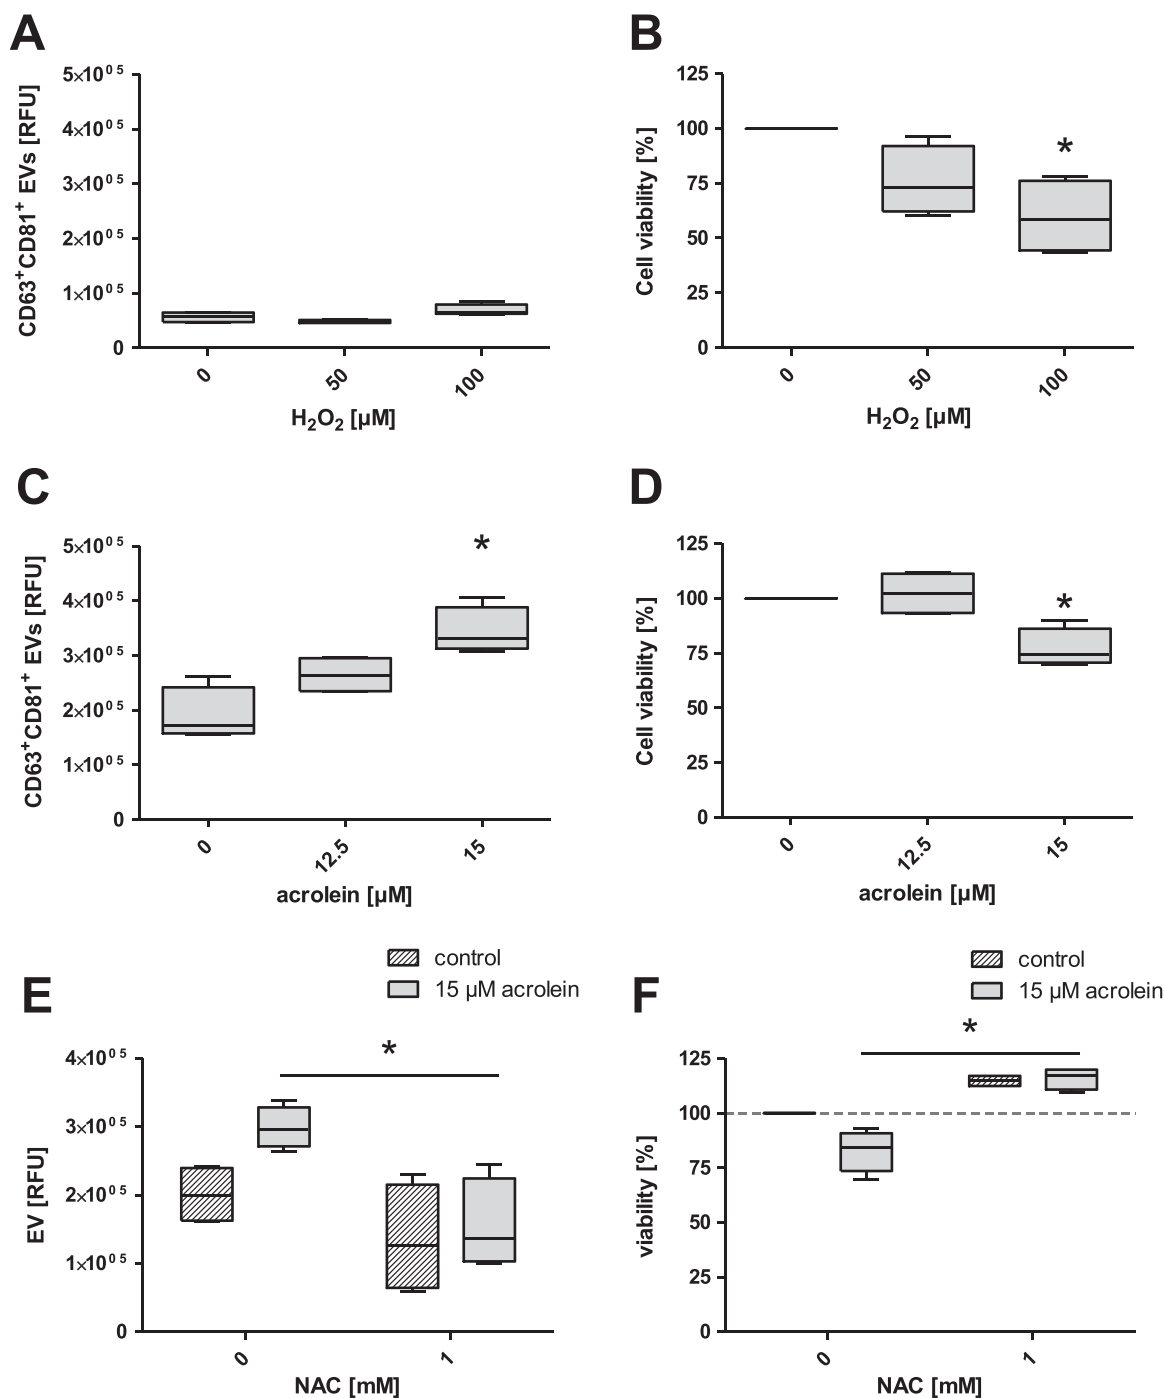 A
CD63⁺CD81⁺ EVs [RFU]
5×10⁰⁵
4×10⁰⁵
3×10⁰⁵
2×10⁰⁵
1×10⁰⁵
0
0
50
100
H₂O₂ [µM]
B
Cell viability [%]
125
100
75
50
25
0
*
0
50
100
H₂O₂ [µM]
C
CD63⁺CD81⁺ EVs [RFU]
5×10⁰⁵
4×10⁰⁵
3×10⁰⁵
2×10⁰⁵
1×10⁰⁵
0
*
0
12.5
15
acrolein [µM]
D
Cell viability [%]
125
100
75
50
25
0
*
0
12.5
15
acrolein [µM]
E
control
15 µM acrolein
EV [RFU]
4×10⁰⁵
3×10⁰⁵
2×10⁰⁵
1×10⁰⁵
0
*
0
1
NAC [mM]
F
control
15 µM acrolein
viability [%]
125
100
75
50
25
0
*
0
1
NAC [mM]